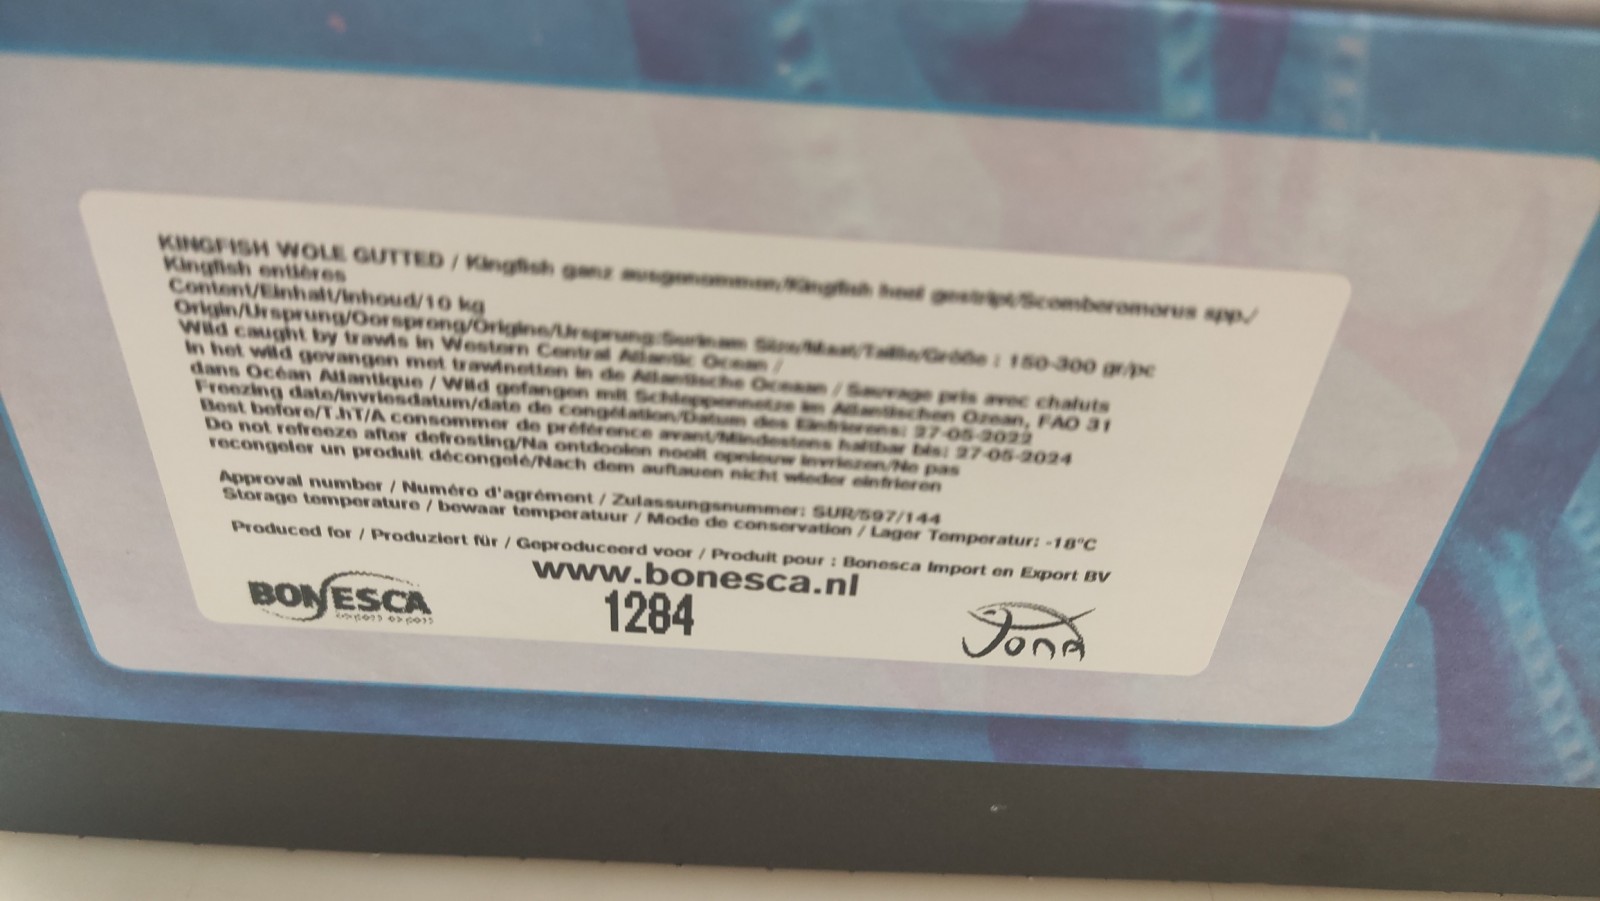 KINGFISH WOLE GUTTED / Kingfish ganz ausgenommen/Kingfish heel gestript/Scomberomorus spp./
Kingfish entières
Content/Einhalt/Inhoud/10 kg
Origin/Ursprung/Oorsprong/Origine/Ursprung:Surinam Size/Maat/Taille/Größe : 150-300 gr/pc
Wild caught by trawls in Western Central Atlantic Ocean /
In het wild gevangen met trawlnetten in de Atlantische Oceaan / Sauvage pris avec chaluts
dans Océan Atlantique / Wild gefangen mit Schleppennetze im Atlantischen Ozean, FAO 31
Freezing date/invriesdatum/date de congélation/Datum des Einfrierens: 27-05-2022
Best before/T.hT/A consommer de préférence avant/Mindestens haltbar bis: 27-05-2024
Do not refreeze after defrosting/Na ontdooien nooit opnieuw invriezen/Ne pas
recongeler un produit décongelé/Nach dem auftauen nicht wieder einfrieren
Approval number / Numéro d'agrément / Zulassungsnummer: SUR/597/144
Storage temperature / bewaar temperatuur / Mode de conservation / Lager Temperatur: -18°C
Produced for / Produziert für / Geproduceerd voor / Produit pour : Bonesca Import en Export BV
www.bonesca.nl
BONESCA
1284
Jona